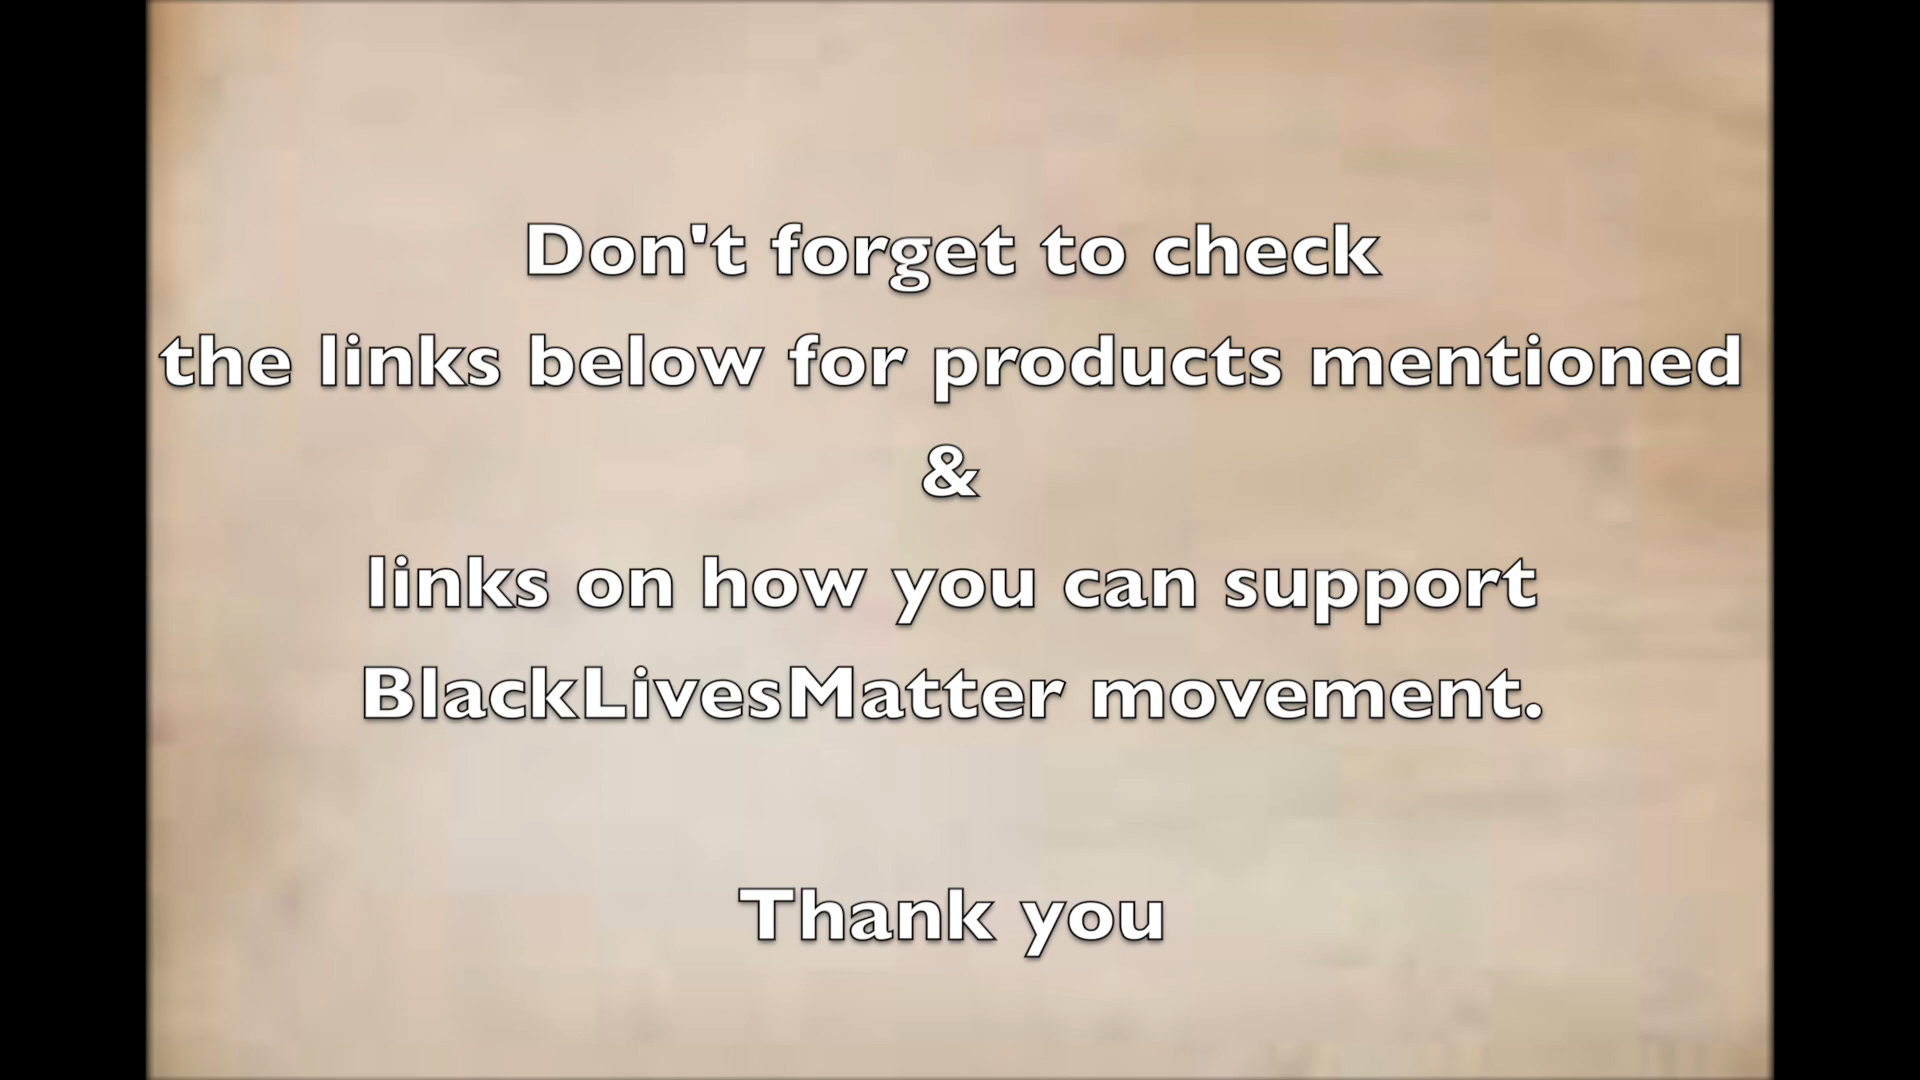 Don't forget to check
the links below for products mentioned
&
links on how you can support
BlackLivesMatter movement.
Thank you